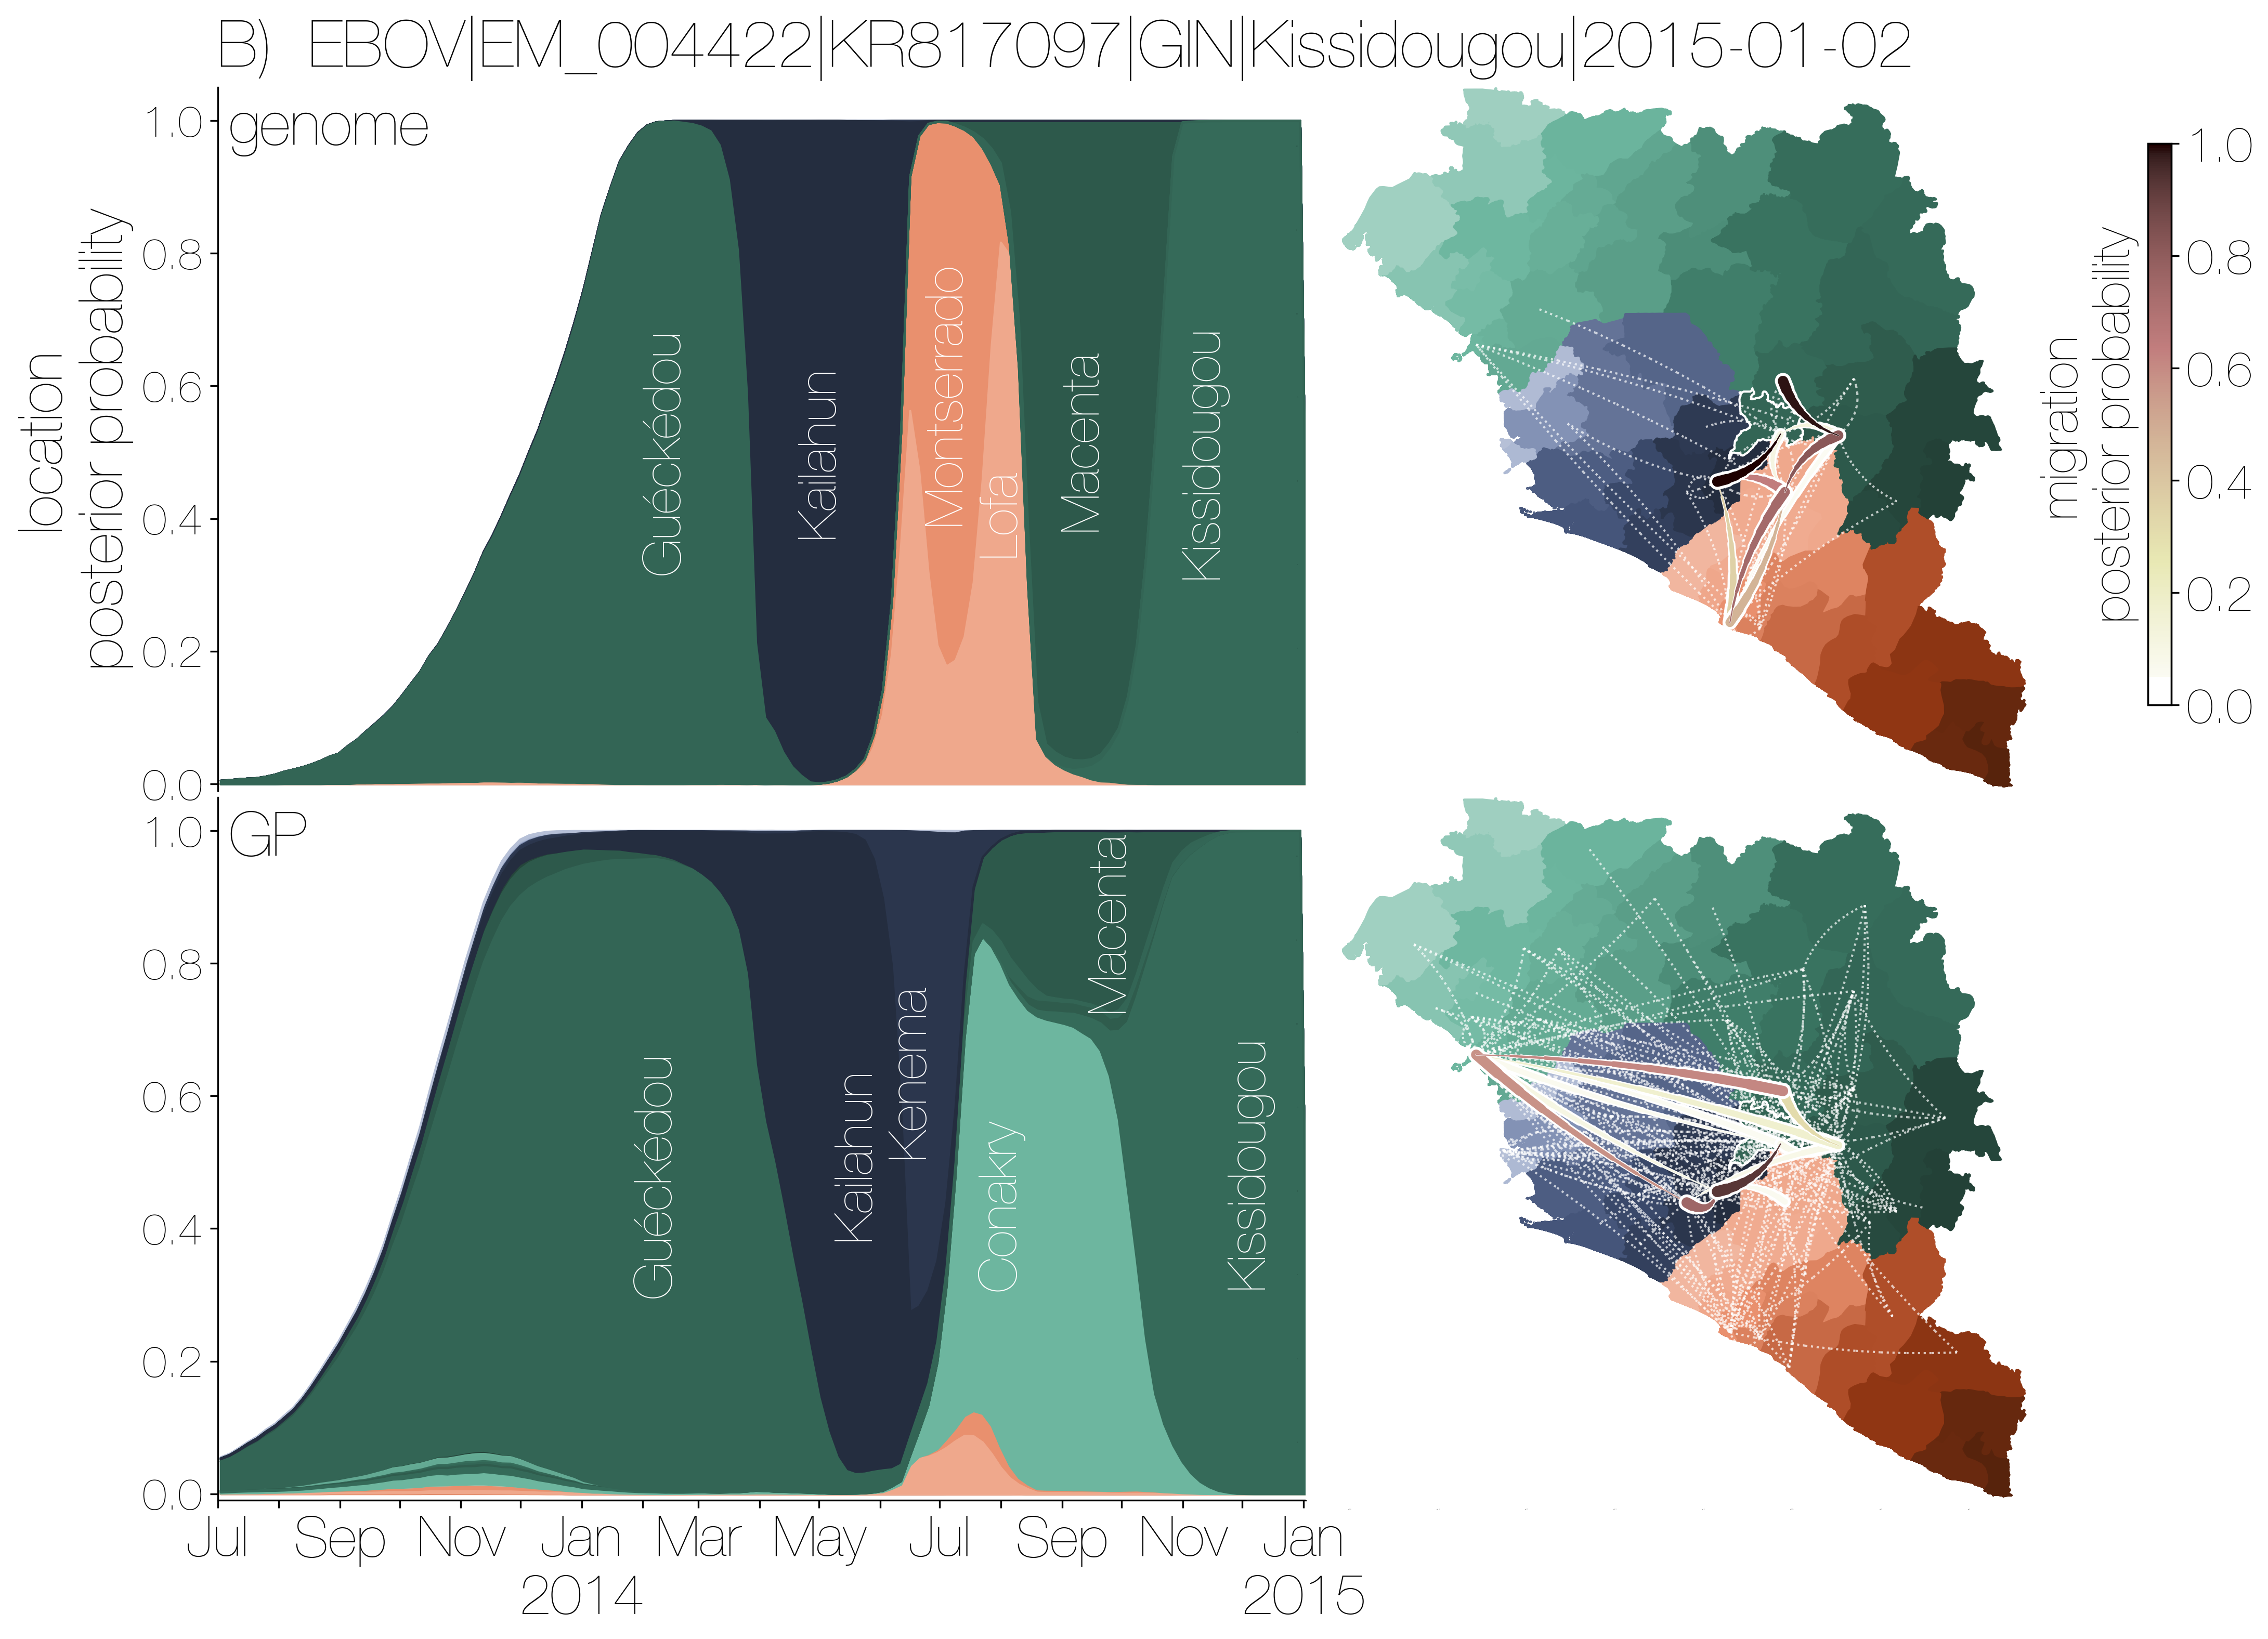 B) EBOV|EM_004422|KR817097|GIN|Kissidougou|2015-01-02
genome
location
posterior probability
1.0
0.8
0.6
0.4
0.2
0.0
Guéckédou
Kailahun
Montserrado
Lofa
Macenta
Kissidougou
migration
posterior probability
1.0
0.8
0.6
0.4
0.2
0.0
GP
1.0
0.8
0.6
0.4
0.2
0.0
Guéckédou
Kailahun
Kenema
Conakry
Macenta
Kissidougou
Jul Sep Nov Jan Mar May Jul Sep Nov Jan
2014 2015